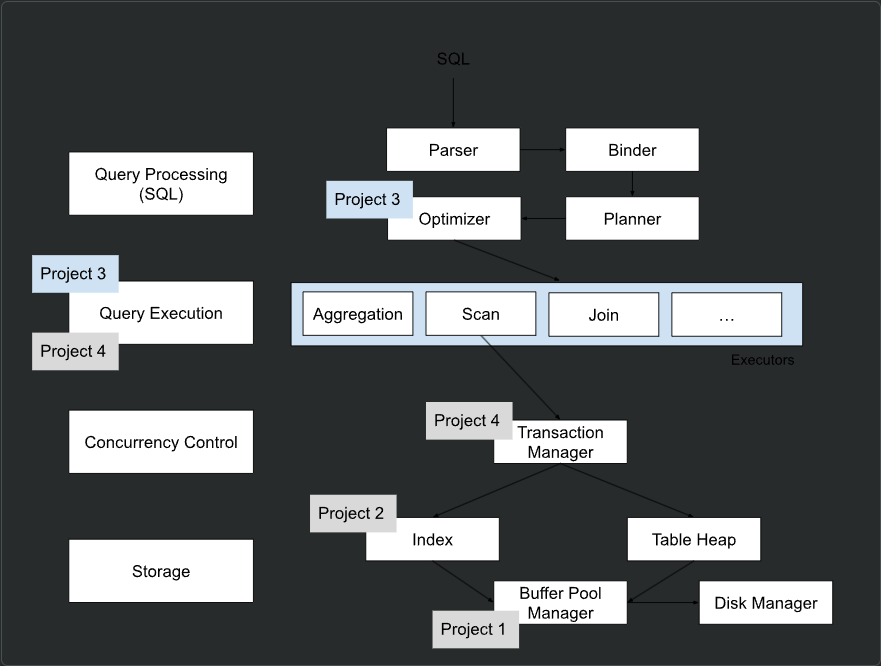 SQL
Parser
Binder
Query Processing
(SQL)
Project 3
Optimizer
Planner
Project 3
Query Execution
Project 4
Aggregation
Scan
Join
...
Executors
Project 4
Transaction
Manager
Concurrency Control
Project 2
Index
Table Heap
Storage
Buffer Pool
Manager
Disk Manager
Project 1